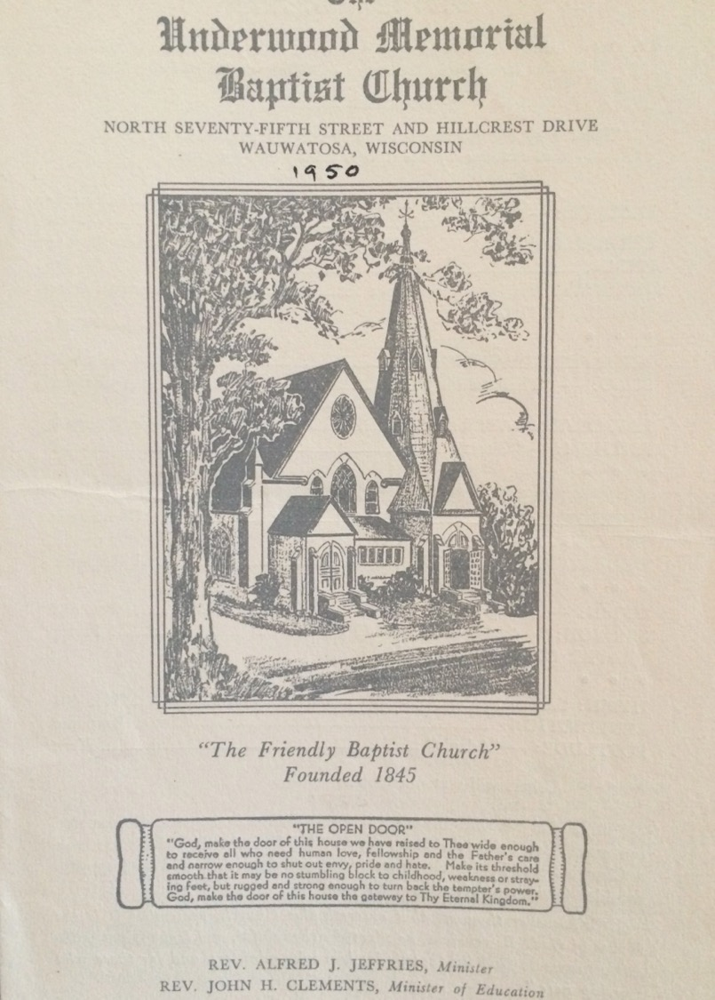 The
Underwood Memorial
Baptist Church
NORTH SEVENTY-FIFTH STREET AND HILLCREST DRIVE
WAUWATOSA, WISCONSIN
1950
"The Friendly Baptist Church"
Founded 1845
"THE OPEN DOOR"
"God, make the door of this house we have raised to Thee wide enough
to receive all who need human love, fellowship and the Father's care
and narrow enough to shut out envy, pride and hate. Make its threshold
smooth that it may be no stumbling block to childhood, weakness or stray-
ing feet, but rugged and strong enough to turn back the tempter's power.
God, make the door of this house the gateway to Thy Eternal Kingdom."
REV. ALFRED J. JEFFRIES, Minister
REV. JOHN H. CLEMENTS, Minister of Education